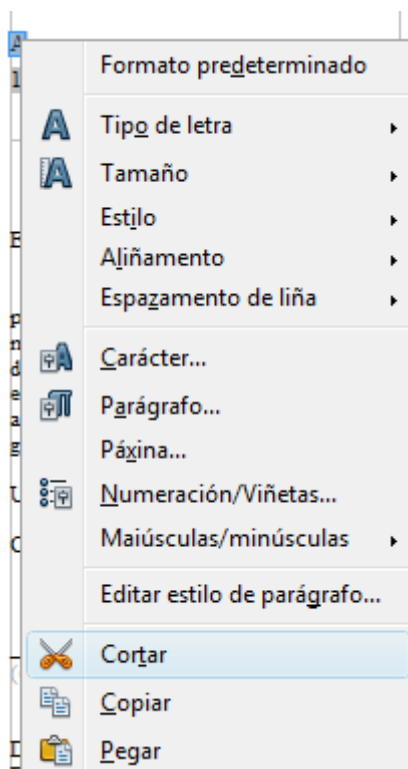 Formato predeterminado
Tipo de letra
Tamaño
Estilo
Aliñamento
Espazamento de liña
Carácter...
Parágrafo...
Páxina...
Numeración/Viñetas...
Maiúsculas/minúsculas
Editar estilo de parágrafo...
Cortar
Copiar
Pegar